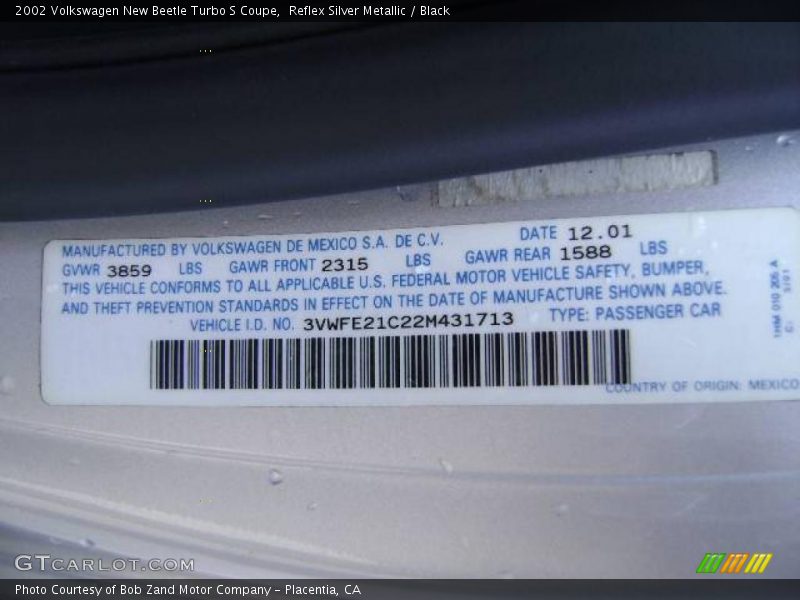 2002 Volkswagen New Beetle Turbo S Coupe, Reflex Silver Metallic / Black
MANUFACTURED BY VOLKSWAGEN DE MEXICO S.A. DE C.V. DATE 12.01
GVWR 3859 LBS GAWR FRONT 2315 LBS GAWR REAR 1588 LBS
THIS VEHICLE CONFORMS TO ALL APPLICABLE U.S. FEDERAL MOTOR VEHICLE SAFETY, BUMPER,
AND THEFT PREVENTION STANDARDS IN EFFECT ON THE DATE OF MANUFACTURE SHOWN ABOVE.
VEHICLE I.D. NO. 3VWFE21C22M431713 TYPE: PASSENGER CAR
COUNTRY OF ORIGIN: MEXICO
GTCARLOT.COM
Photo Courtesy of Bob Zand Motor Company - Placentia, CA